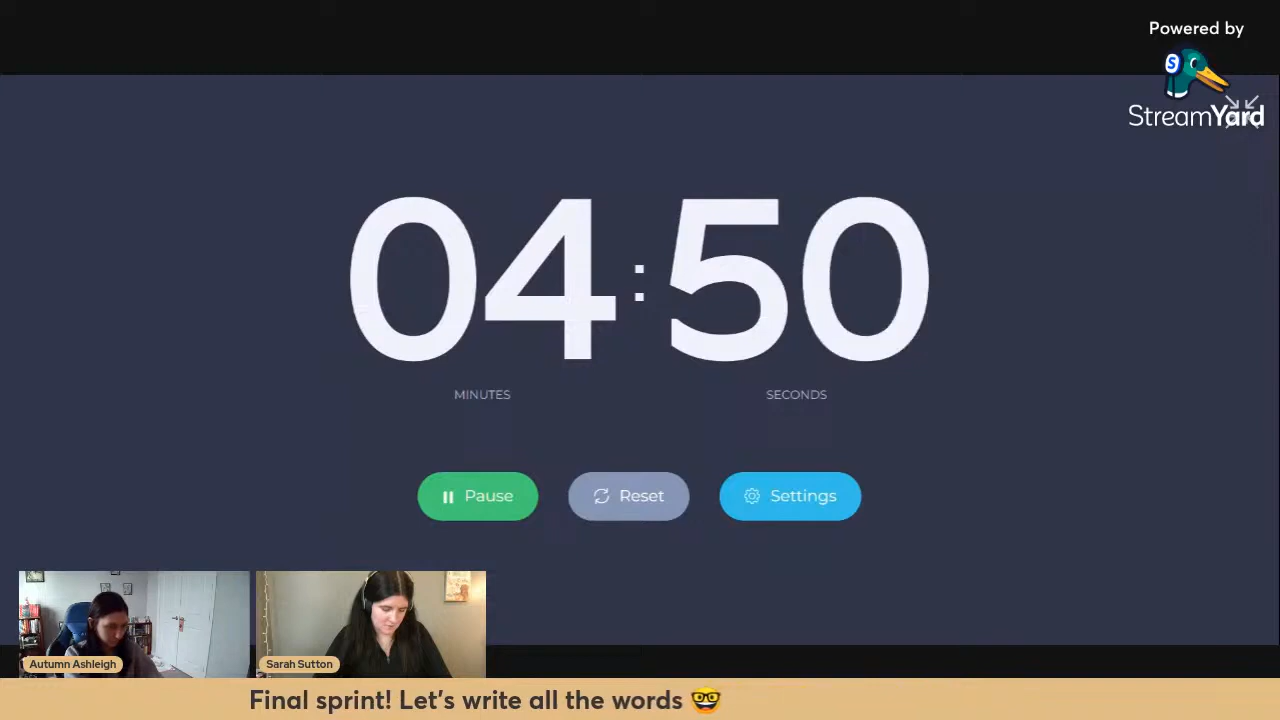 Powered by
StreamYard
04:50
MINUTES SECONDS
Pause Reset Settings
Autumn Ashleigh Sarah Sutton
Final sprint! Let's write all the words 🤓